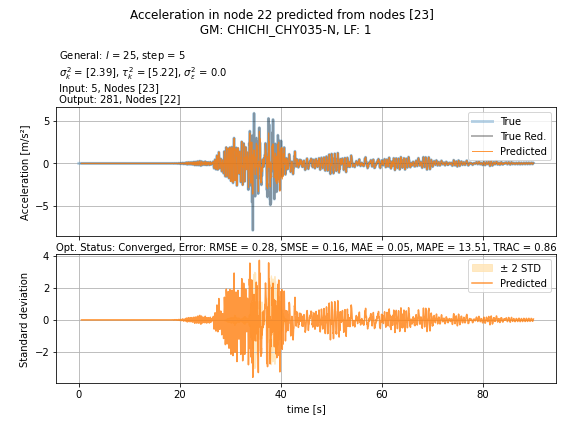 Acceleration in node 22 predicted from nodes [23]
GM: CHICHI_CHY035-N, LF: 1
General: l = 25, step = 5
σ²ₖ = [2.39], τ²ₖ = [5.22], σ²ε = 0.0
Input: 5, Nodes [23]
Output: 281, Nodes [22]
5
0
−5
Acceleration [m/s²]
True
True Red.
Predicted
Opt. Status: Converged, Error: RMSE = 0.28, SMSE = 0.16, MAE = 0.05, MAPE = 13.51, TRAC = 0.86
4
2
0
−2
Standard deviation
± 2 STD
Predicted
0 20 40 60 80
time [s]